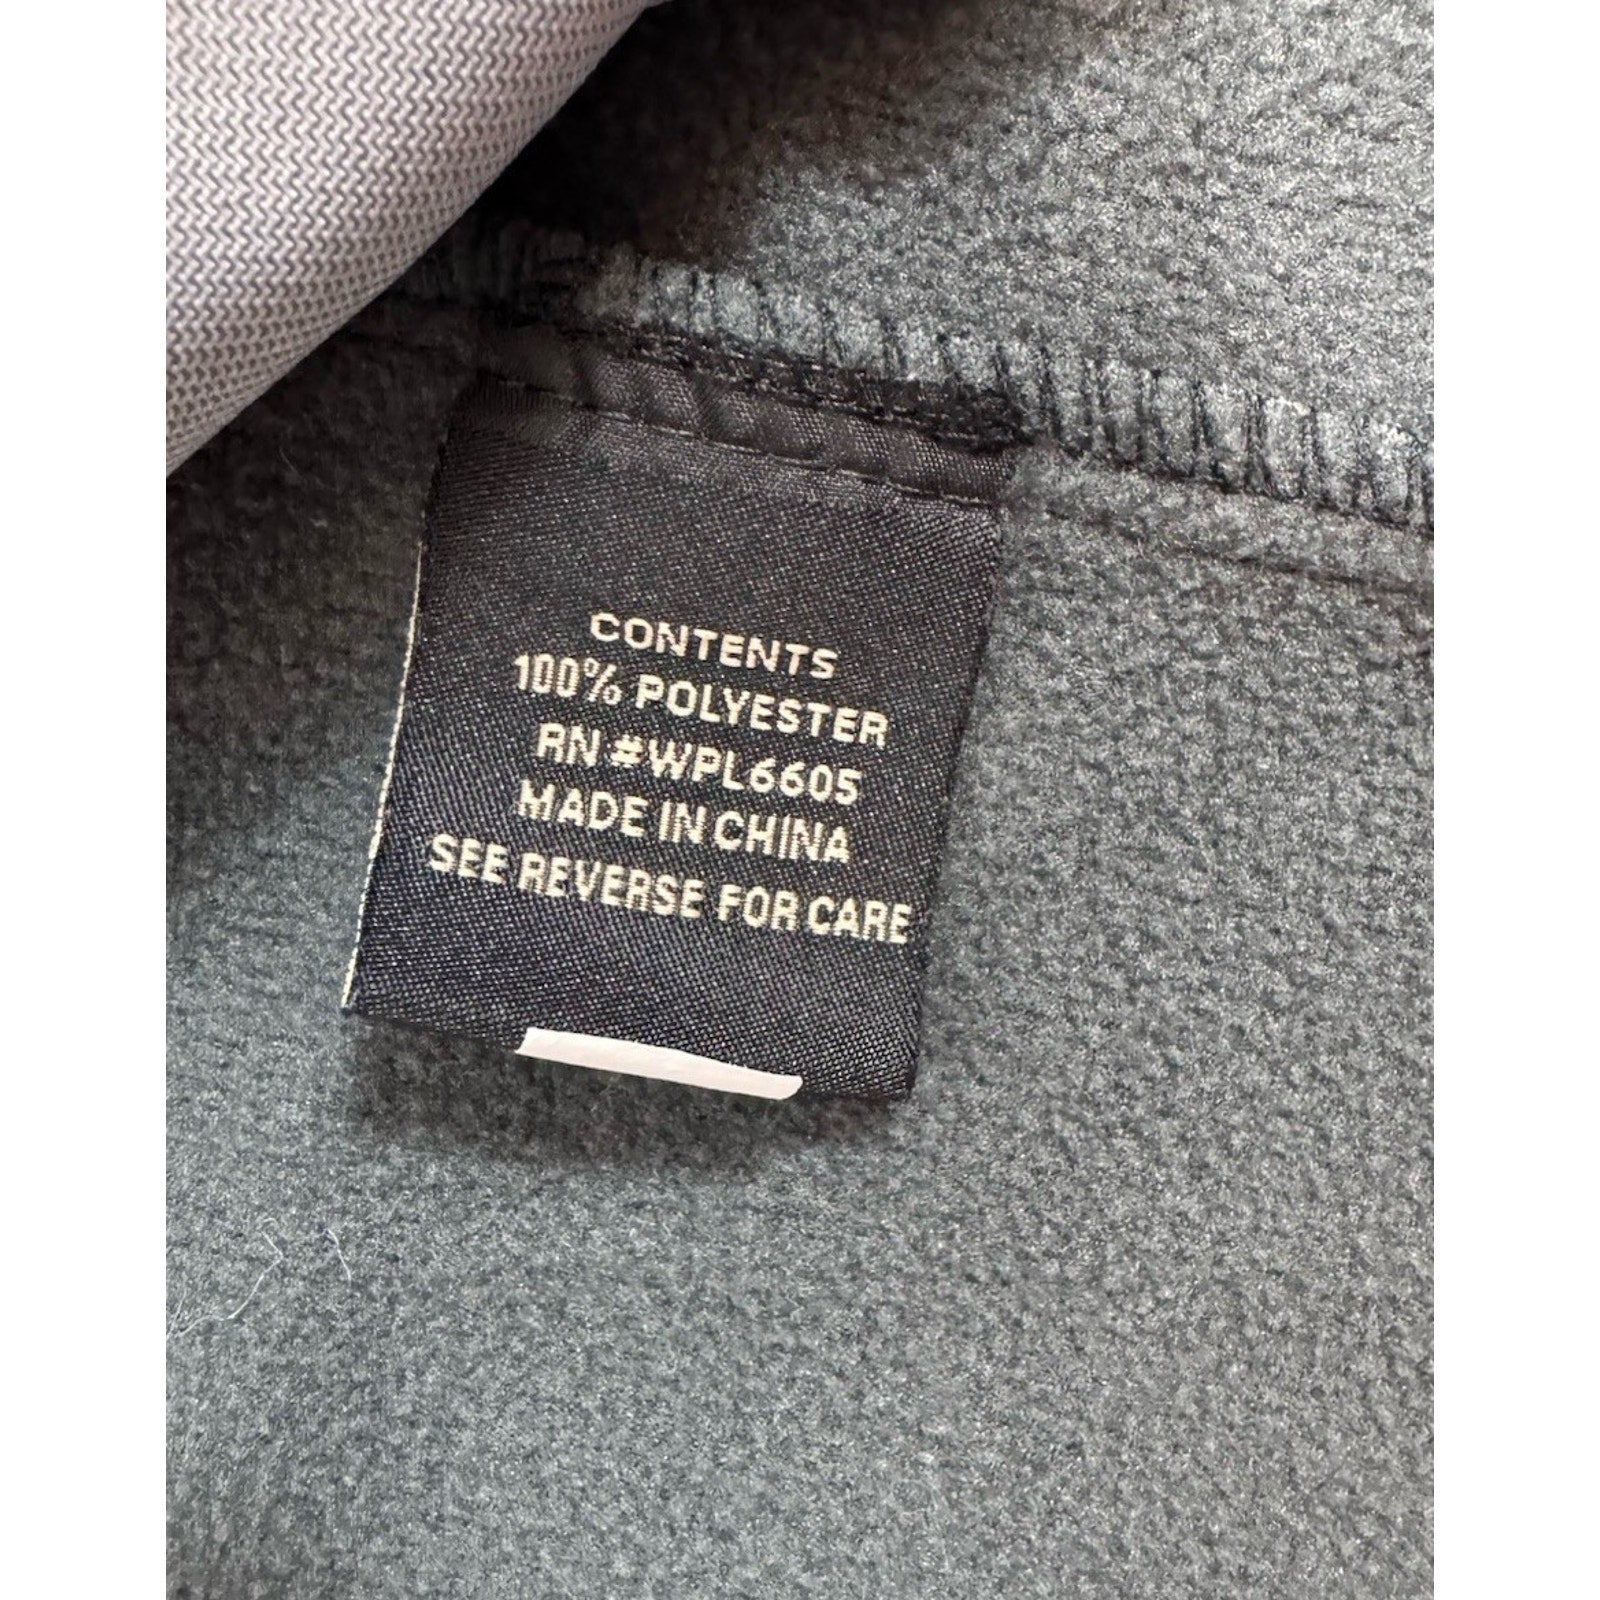 CONTENTS
100% POLYESTER
RN #WPL6605
MADE IN CHINA
SEE REVERSE FOR CARE